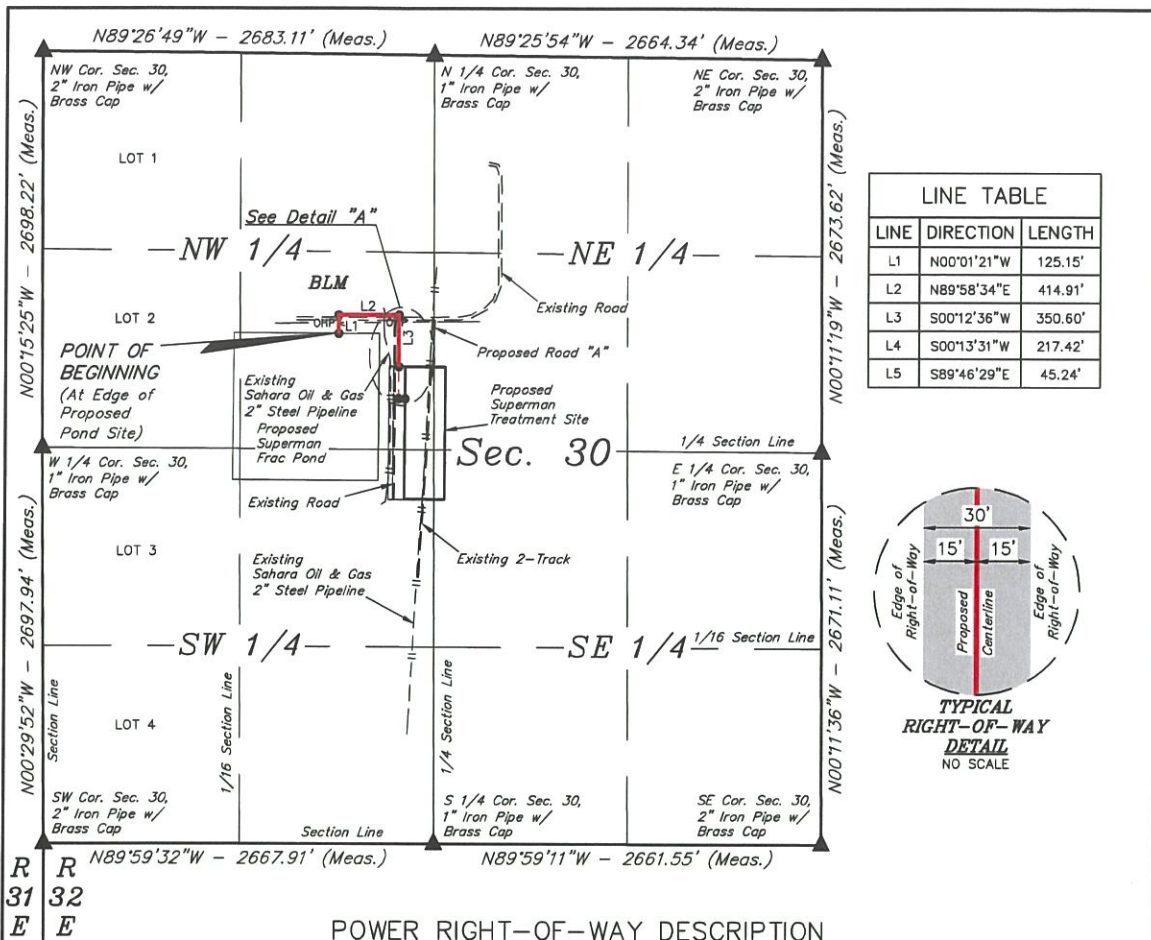 N89°26'49"W - 2683.11' (Meas.)
N89°25'54"W - 2664.34' (Meas.)
NW Cor. Sec. 30,
2" Iron Pipe w/
Brass Cap
N 1/4 Cor. Sec. 30,
1" Iron Pipe w/
Brass Cap
NE Cor. Sec. 30,
2" Iron Pipe w/
Brass Cap
N00°15'25"W - 2698.22' (Meas.)
LOT 1
See Detail "A"
NW 1/4
NE 1/4
BLM
Existing Road
LOT 2
OHP
L1
L2
L3
POINT OF
BEGINNING
(At Edge of
Proposed
Pond Site)
Proposed Road "A"
Existing
Sahara Oil & Gas
2" Steel Pipeline
Proposed
Superman
Frac Pond
Proposed
Superman
Treatment Site
N00°11'19"W - 2673.62' (Meas.)
LINE TABLE
LINE DIRECTION LENGTH
L1 N00°01'21"W 125.15'
L2 N89°58'34"E 414.91'
L3 S00°12'36"W 350.60'
L4 S00°13'31"W 217.42'
L5 S89°46'29"E 45.24'
Sec. 30
1/4 Section Line
W 1/4 Cor. Sec. 30,
1" Iron Pipe w/
Brass Cap
E 1/4 Cor. Sec. 30,
1" Iron Pipe w/
Brass Cap
Existing Road
LOT 3
Existing 2-Track
Existing
Sahara Oil & Gas
2" Steel Pipeline
N00°29'52"W - 2697.94' (Meas.)
N00°11'36"W - 2671.11' (Meas.)
30'
15'
15'
Edge of
Right-of-Way
Proposed
Centerline
Edge of
Right-of-Way
TYPICAL
RIGHT-OF-WAY
DETAIL
NO SCALE
SW 1/4
SE 1/4
1/16 Section Line
Section Line
1/16 Section Line
1/4 Section Line
LOT 4
SW Cor. Sec. 30,
2" Iron Pipe w/
Brass Cap
Section Line
S 1/4 Cor. Sec. 30,
1" Iron Pipe w/
Brass Cap
SE Cor. Sec. 30,
2" Iron Pipe w/
Brass Cap
N89°59'32"W - 2667.91' (Meas.)
N89°59'11"W - 2661.55' (Meas.)
R R
31 32
E E
POWER RIGHT-OF-WAY DESCRIPTION